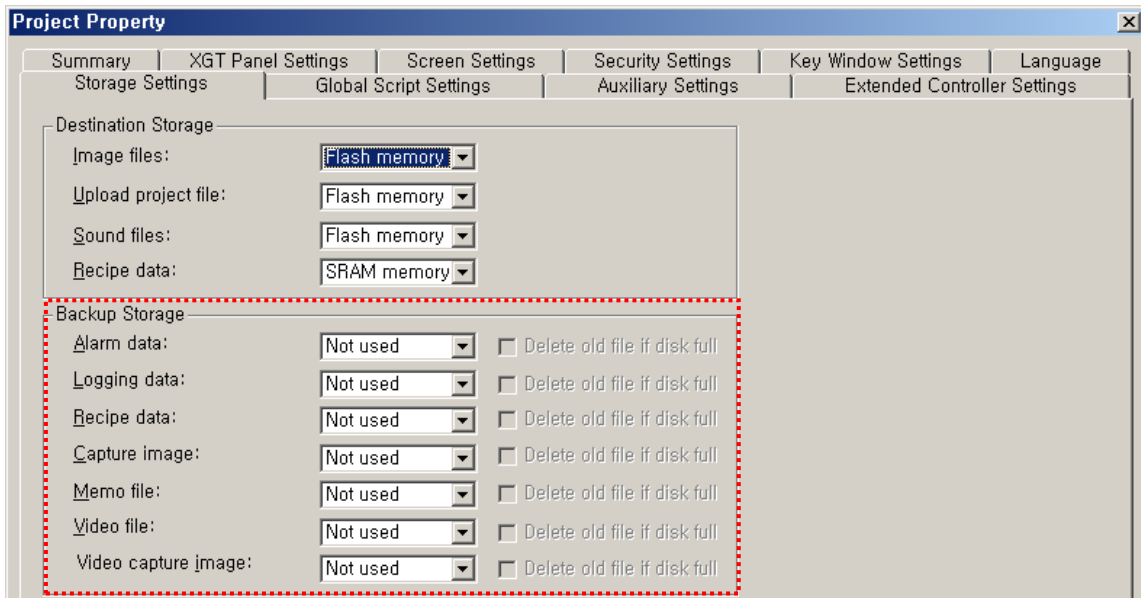 Project Property
Summary XGT Panel Settings Screen Settings Security Settings Key Window Settings Language
Storage Settings Global Script Settings Auxiliary Settings Extended Controller Settings
Destination Storage
Image files: Flash memory
Upload project file: Flash memory
Sound files: Flash memory
Recipe data: SRAM memory
Backup Storage
Alarm data: Not used Delete old file if disk full
Logging data: Not used Delete old file if disk full
Recipe data: Not used Delete old file if disk full
Capture image: Not used Delete old file if disk full
Memo file: Not used Delete old file if disk full
Video file: Not used Delete old file if disk full
Video capture image: Not used Delete old file if disk full